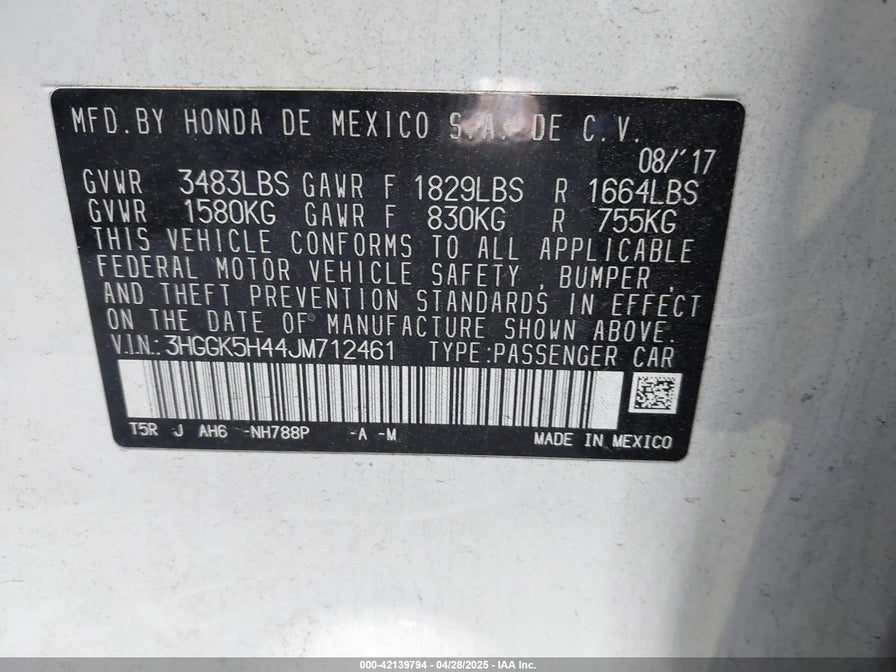 MFD.BY HONDA DE MEXICO S.A. DE C.V.
08/'17
GVWR 3483LBS GAWR F 1829LBS R 1664LBS
GVWR 1580KG GAWR F 830KG R 755KG
THIS VEHICLE CONFORMS TO ALL APPLICABLE
FEDERAL MOTOR VEHICLE SAFETY, BUMPER,
AND THEFT PREVENTION STANDARDS IN EFFECT
ON THE DATE OF MANUFACTURE SHOWN ABOVE.
V.I.N.: 3HGGK5H44JM712461 TYPE:PASSENGER CAR
T5R J AH6 -NH788P -A -M MADE IN MEXICO
000-42139794 - 04/28/2025 - IAA Inc.